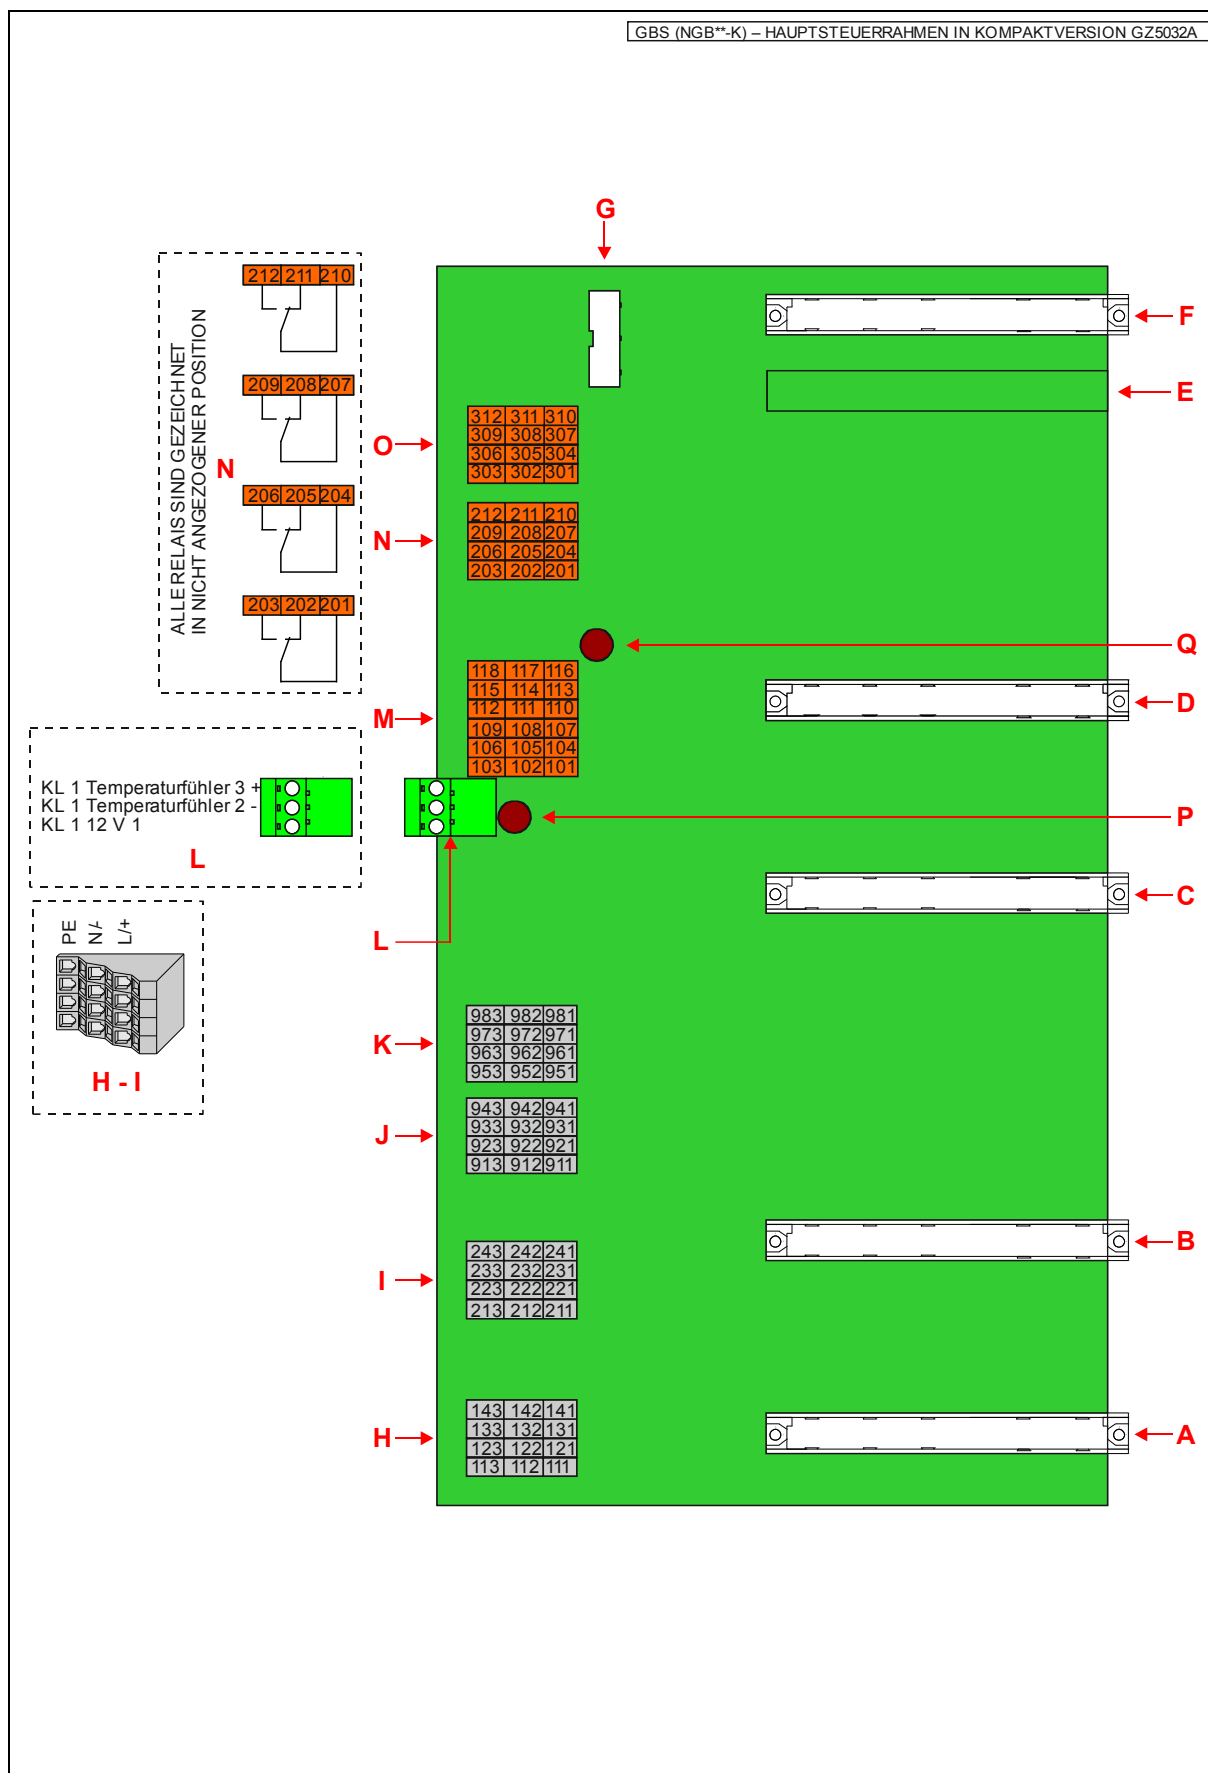 GBS (NGB**-K) – HAUPTSTEUERRAHMEN IN KOMPAKTVERSION GZ5032A
G
212 211 210
209 208 207
206 205 204
203 202 201
ALLE RELAIS SIND GEZEICHNET
IN NICHT ANGEZOGENER POSITION
N
F
E
O
312 311 310
309 308 307
306 305 304
303 302 301
N
212 211 210
209 208 207
206 205 204
203 202 201
Q
M
118 117 116
115 114 113
112 111 110
109 108 107
106 105 104
103 102 101
D
KL 1 Temperaturfühler 3 +
KL 1 Temperaturfühler 2 -
KL 1 12 V 1
L
P
C
L
PE
N/-
L/+
H - I
K
983 982 981
973 972 971
963 962 961
953 952 951
J
943 942 941
933 932 931
923 922 921
913 912 911
I
243 242 241
233 232 231
223 222 221
213 212 211
B
H
143 142 141
133 132 131
123 122 121
113 112 111
A